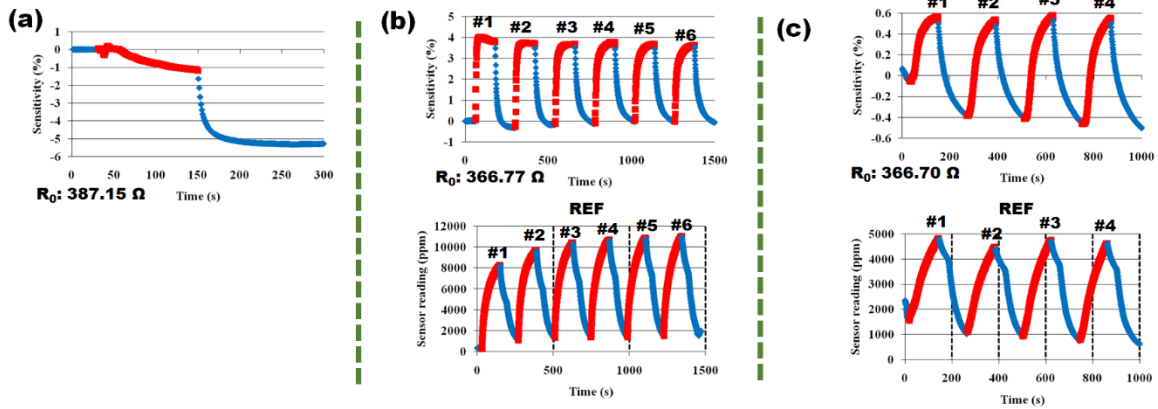 (a)
1
0
-1
-2
-3
-4
-5
-6
Sensitivity (%)
0 50 100 150 200 250 300
R₀: 387.15 Ω
Time (s)
(b)
#1 #2 #3 #4 #5 #6
5
4
3
2
1
0
-1
Sensitivity (%)
0 500 1000 1500
R₀: 366.77 Ω
Time (s)
REF
#1 #2 #3 #4 #5 #6
12000
10000
8000
6000
4000
2000
0
Sensor reading (ppm)
0 500 1000 1500
Time (s)
(c)
#1 #2 #3 #4
0.6
0.4
0.2
0
-0.2
-0.4
-0.6
Sensitivity (%)
0 200 400 600 800 1000
R₀: 366.70 Ω
Time (s)
REF
#1 #2 #3 #4
5000
4000
3000
2000
1000
0
Sensor reading (ppm)
0 200 400 600 800 1000
Time (s)